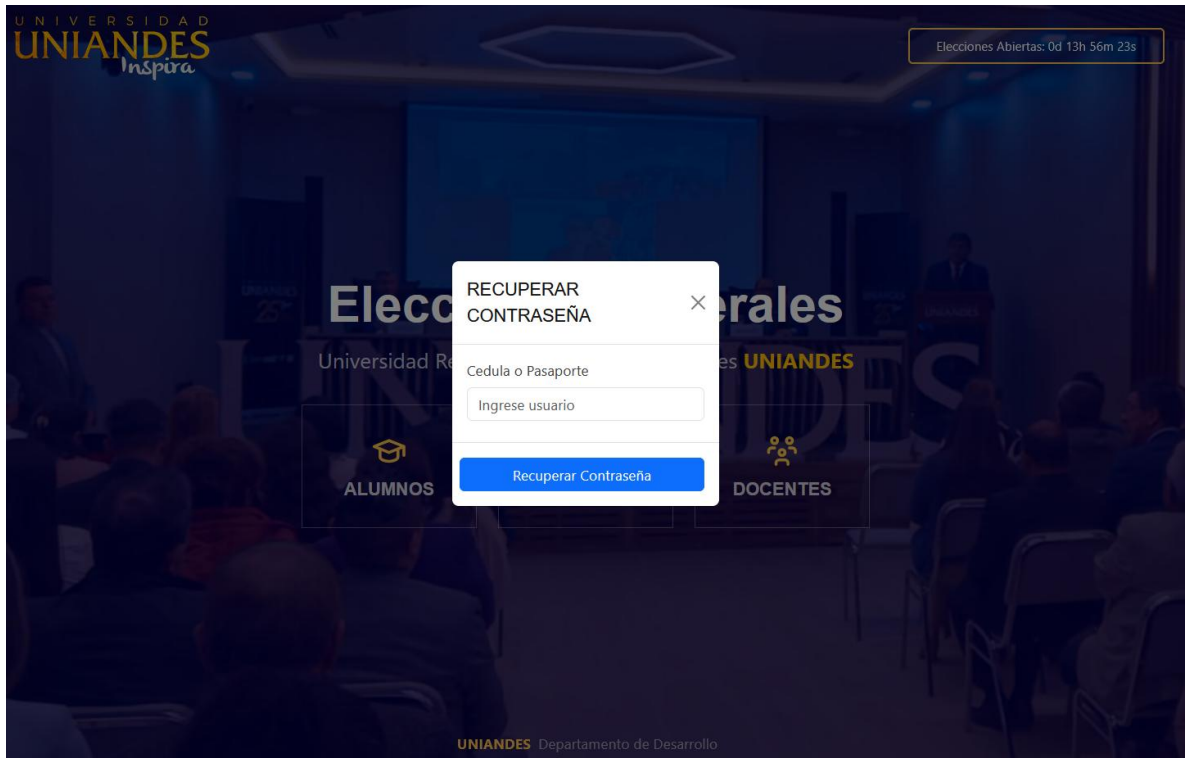 UNIVERSIDAD
UNIANDES
Inspira
Elecciones Abiertas: 0d 13h 56m 23s
RECUPERAR
CONTRASEÑA
Elecc
erales
Universidad Re
es UNIANDES
Cedula o Pasaporte
Ingrese usuario
Recuperar Contraseña
ALUMNOS
DOCENTES
UNIANDES Departamento de Desarrollo